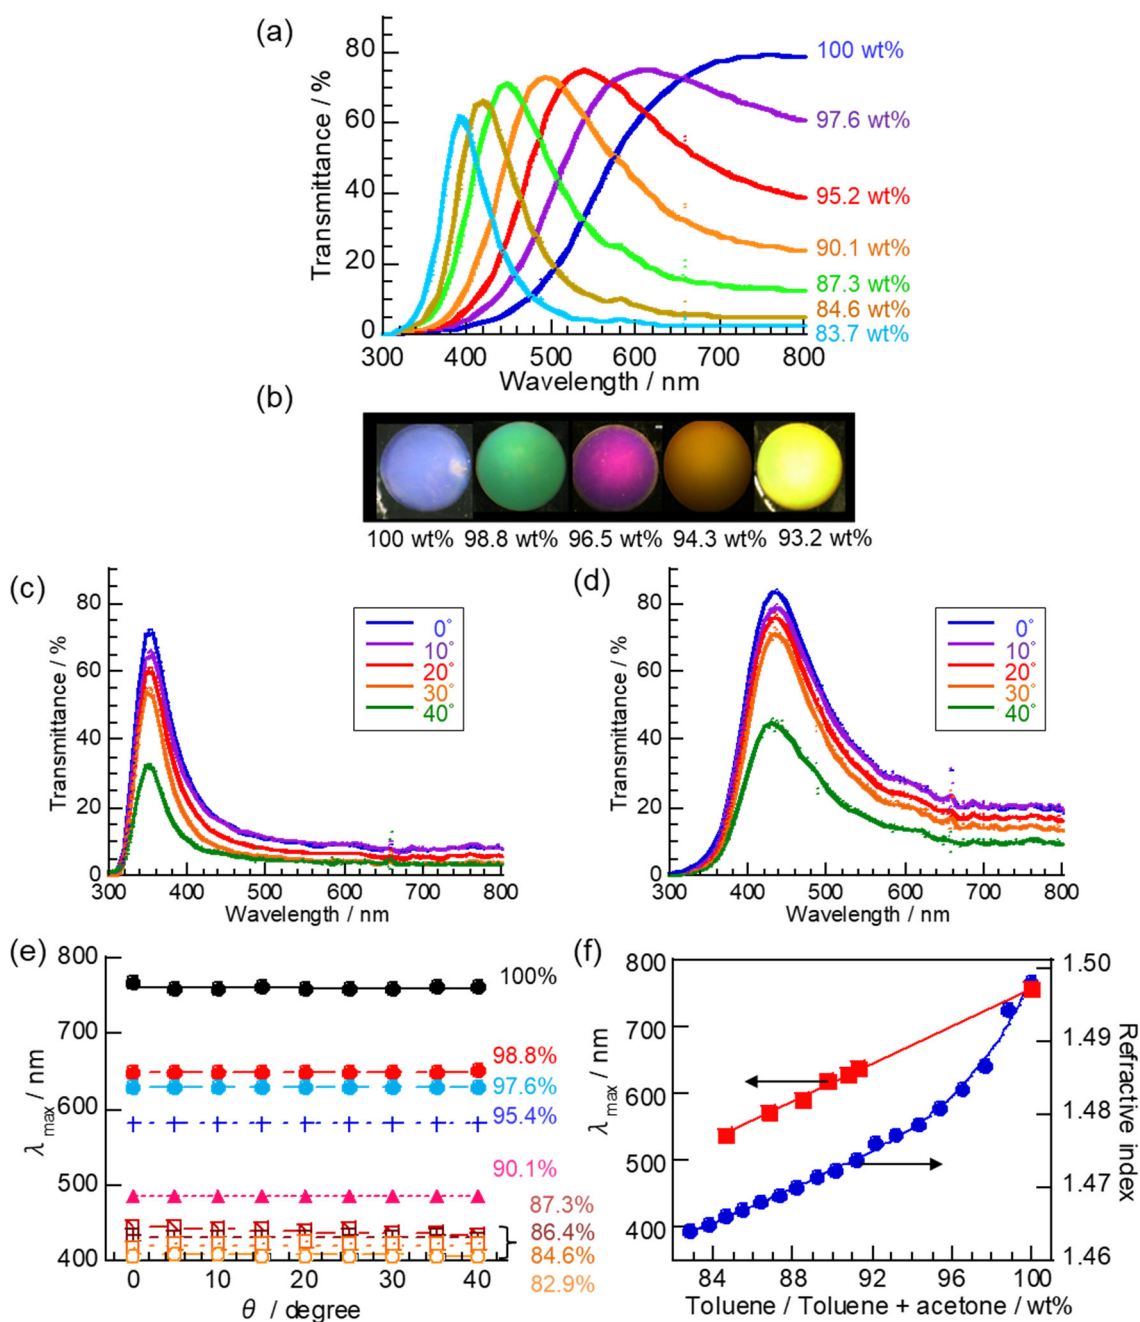 (a)
80
60
40
20
0
Transmittance / %
300 400 500 600 700 800
Wavelength / nm
100 wt%
97.6 wt%
95.2 wt%
90.1 wt%
87.3 wt%
84.6 wt%
83.7 wt%
(b)
100 wt% 98.8 wt% 96.5 wt% 94.3 wt% 93.2 wt%
(c)
80
60
40
20
0
Transmittance / %
300 400 500 600 700 800
Wavelength / nm
0°
10°
20°
30°
40°
(d)
80
60
40
20
0
Transmittance / %
300 400 500 600 700 800
Wavelength / nm
0°
10°
20°
30°
40°
(e)
800
700
600
500
400
λmax / nm
0 10 20 30 40
θ / degree
100%
98.8%
97.6%
95.4%
90.1%
87.3%
86.4%
84.6%
82.9%
(f)
800
700
600
500
400
λmax / nm
84 88 92 96 100
Toluene / Toluene + acetone / wt%
1.50
1.49
1.48
1.47
1.46
Refractive index